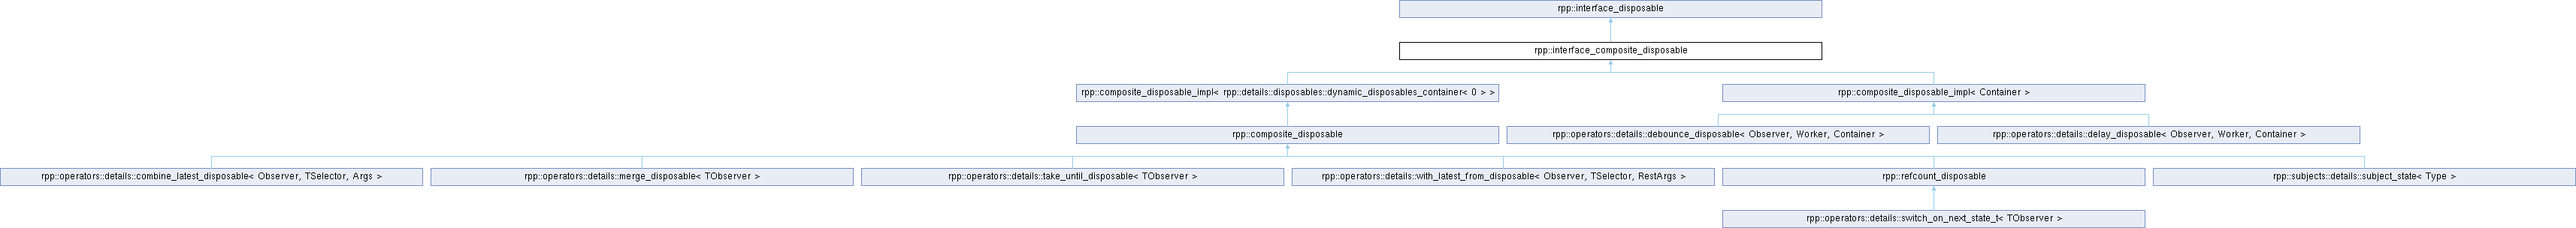 rpp::interface_disposable
rpp::interface_composite_disposable
rpp::composite_disposable_impl< rpp::details::disposables::dynamic_disposables_container< 0 > >
rpp::composite_disposable_impl< Container >
rpp::composite_disposable
rpp::operators::details::debounce_disposable< Observer, Worker, Container >
rpp::operators::details::delay_disposable< Observer, Worker, Container >
rpp::operators::details::combine_latest_disposable< Observer, TSelector, Args >
rpp::operators::details::merge_disposable< TObserver >
rpp::operators::details::take_until_disposable< TObserver >
rpp::operators::details::with_latest_from_disposable< Observer, TSelector, RestArgs >
rpp::refcount_disposable
rpp::subjects::details::subject_state< Type >
rpp::operators::details::switch_on_next_state_t< TObserver >